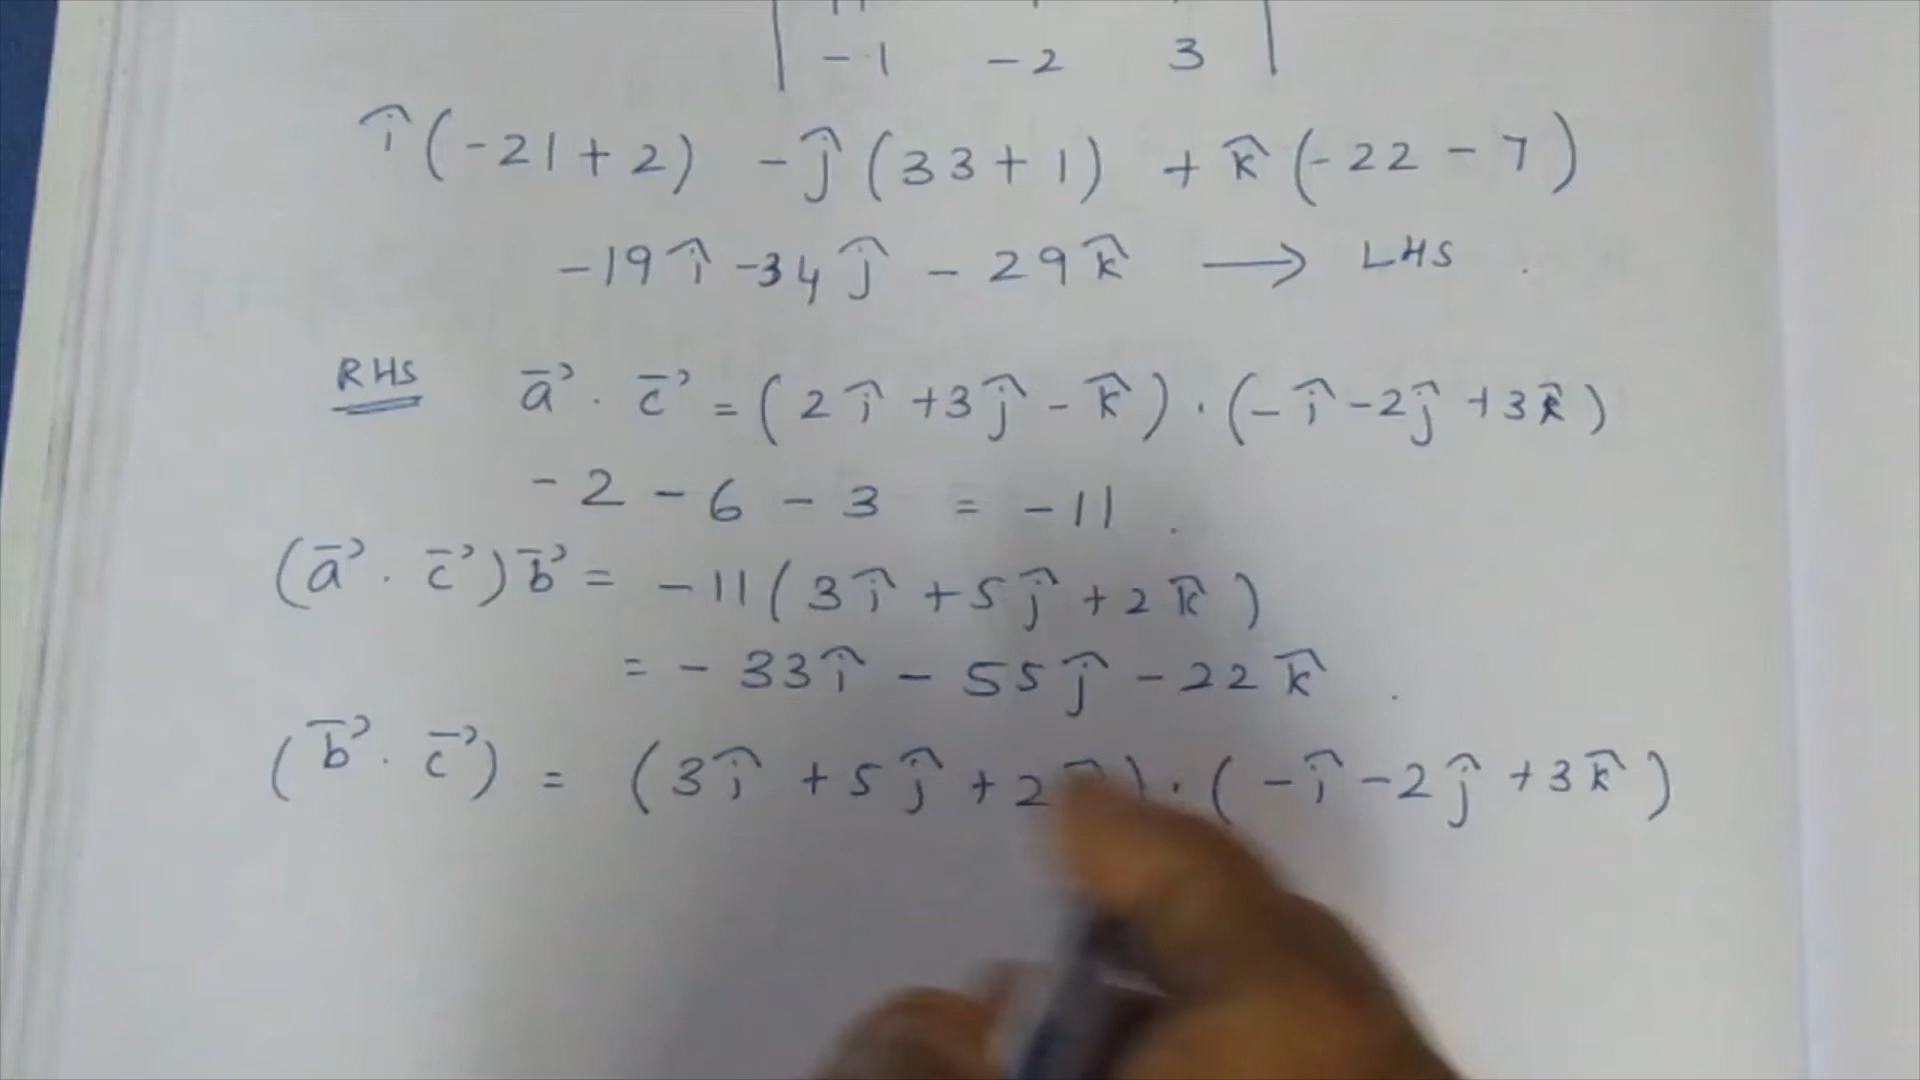 -1 -2 3
î(-21+2) -ĵ(33+1) +k̂(-22-7)
-19î -34ĵ - 29k̂ → LHS
RHS a⃗ . c⃗ = (2î +3ĵ - k̂) . (-î -2ĵ +3k̂)
-2 - 6 - 3 = -11
(a⃗ . c⃗)b⃗ = -11(3î +5ĵ +2k̂)
= - 33î - 55ĵ - 22k̂
(b⃗ . c⃗) = (3î +5ĵ +2 ) . (-î -2ĵ +3k̂)